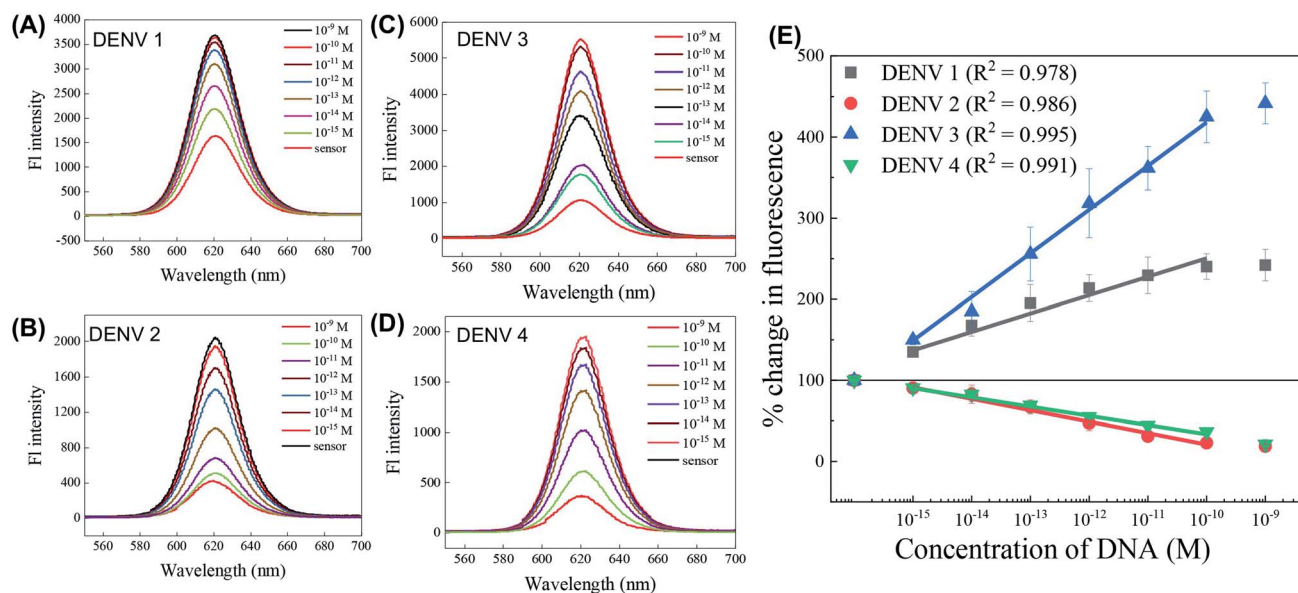 (A)
DENV 1
4000
3500
3000
2500
2000
1500
1000
500
0
-500
Fl intensity
560 580 600 620 640 660 680 700
Wavelength (nm)
10⁻⁹ M
10⁻¹⁰ M
10⁻¹¹ M
10⁻¹² M
10⁻¹³ M
10⁻¹⁴ M
10⁻¹⁵ M
sensor
(B)
DENV 2
2000
1600
1200
800
400
0
Fl intensity
560 580 600 620 640 660 680 700
Wavelength (nm)
10⁻⁹ M
10⁻¹⁰ M
10⁻¹¹ M
10⁻¹² M
10⁻¹³ M
10⁻¹⁴ M
10⁻¹⁵ M
sensor
(C)
DENV 3
6000
5000
4000
3000
2000
1000
0
Fl intensity
560 580 600 620 640 660 680 700
Wavelength (nm)
10⁻⁹ M
10⁻¹⁰ M
10⁻¹¹ M
10⁻¹² M
10⁻¹³ M
10⁻¹⁴ M
10⁻¹⁵ M
sensor
(D)
DENV 4
2000
1500
1000
500
0
Fl intensity
560 580 600 620 640 660 680 700
Wavelength (nm)
10⁻⁹ M
10⁻¹⁰ M
10⁻¹¹ M
10⁻¹² M
10⁻¹³ M
10⁻¹⁴ M
10⁻¹⁵ M
sensor
(E)
500
400
300
200
100
0
% change in fluorescence
DENV 1 (R² = 0.978)
DENV 2 (R² = 0.986)
DENV 3 (R² = 0.995)
DENV 4 (R² = 0.991)
10⁻¹⁵ 10⁻¹⁴ 10⁻¹³ 10⁻¹² 10⁻¹¹ 10⁻¹⁰ 10⁻⁹
Concentration of DNA (M)